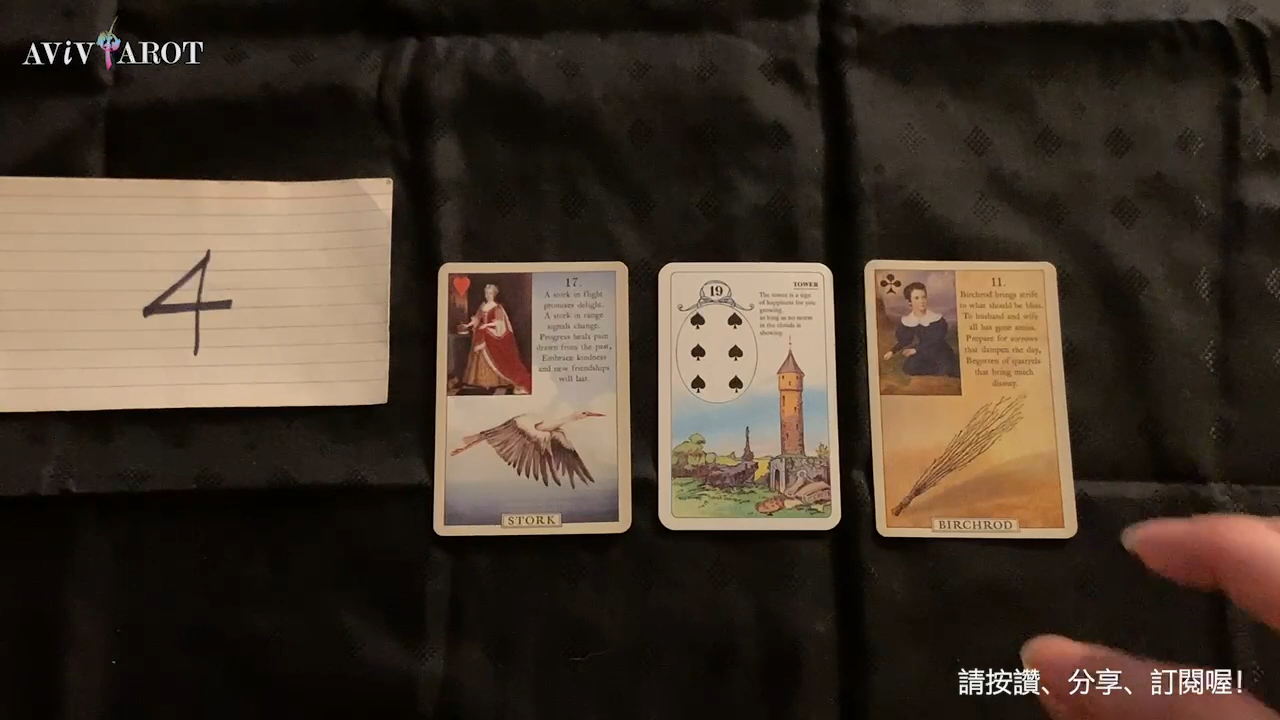 AViVTAROT
4
17.
A stork in flight
promises delight.
A stork in range
signals change.
Progress heals pain
drawn from the past,
Embrace kindness
and new friendships
will last.
STORK
19
TOWER
The tower is a sign
of happiness for you
growing,
as long as no storm
in the clouds is
showing.
11.
Birchrod brings strife
to what should be bliss.
To husband and wife
all has gone amiss.
Prepare for sorrows
that dampen the day,
Begotten of quarrels
that bring much
dismay.
BIRCHROD
請按讚、分享、訂閱喔!